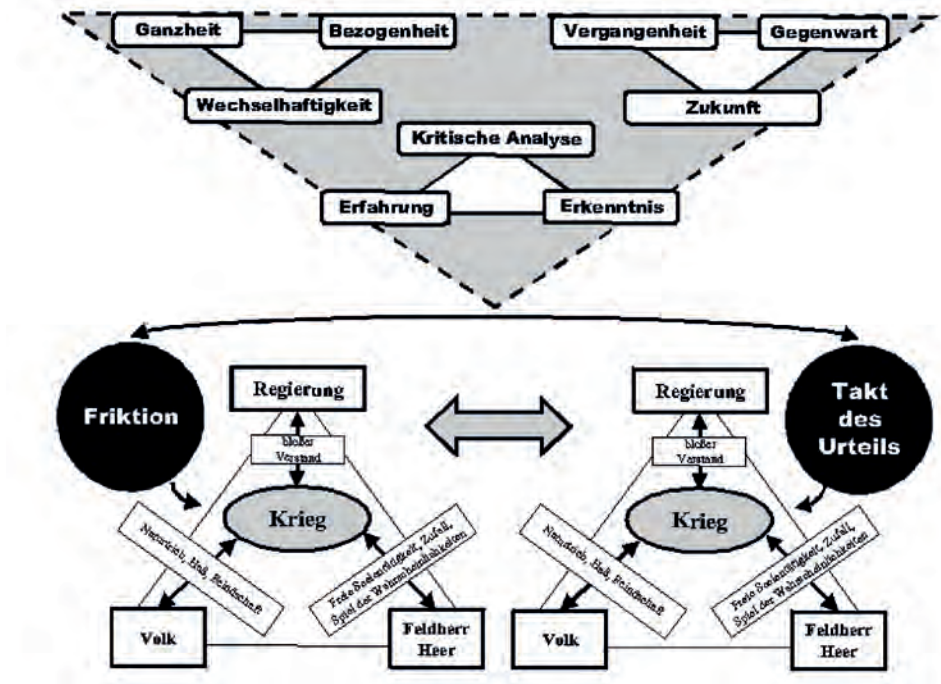 Ganzheit
Bezogenheit
Vergangenheit
Gegenwart
Wechselhaftigkeit
Zukunft
Kritische Analyse
Erfahrung
Erkenntnis
Friktion
Regierung
bloßer
Verstand
Krieg
Naturtrieb, Haß, Feindschaft
Freie Seelentätigkeit, Zufall,
Spiel der Wahrscheinlichkeiten
Volk
Feldherr
Heer
Takt
des
Urteils
Regierung
bloßer
Verstand
Krieg
Naturtrieb, Haß, Feindschaft
Freie Seelentätigkeit, Zufall,
Spiel der Wahrscheinlichkeiten
Volk
Feldherr
Heer